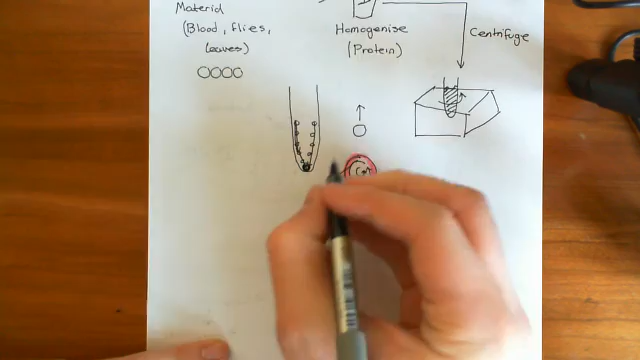 Material
(Blood, flies,
leaves)
Homogenise
(Protein)
Centrifuge